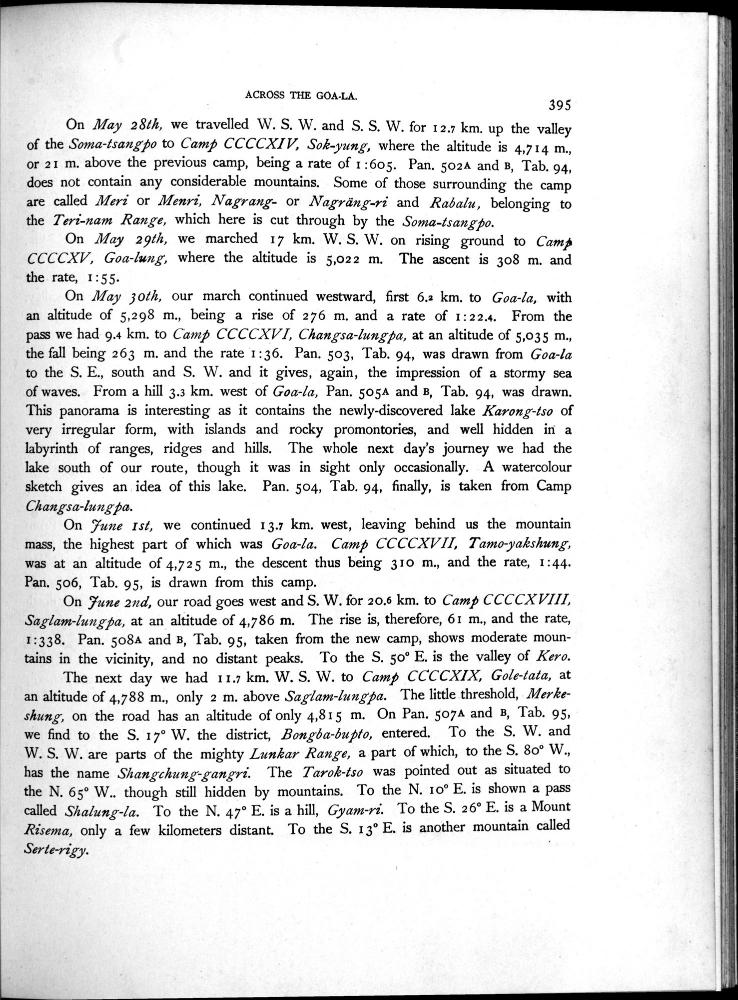 ACROSS THE GOA-LA.
395
On May 28th, we travelled W. S. W. and S. S. W. for 12.7 km. up the valley
of the Soma-tsangpo to Camp CCCCXIV, Sok-yung, where the altitude is 4,714 m.,
or 21 m. above the previous camp, being a rate of 1:605. Pan. 502A and B, Tab. 94,
does not contain any considerable mountains. Some of those surrounding the camp
are called Meri or Menri, Nagrang- or Nagräng-ri and Rabalu, belonging to
the Teri-nam Range, which here is cut through by the Soma-tsangpo.
On May 29th, we marched 17 km. W. S. W. on rising ground to Camp
CCCCXV, Goa-lung, where the altitude is 5,022 m. The ascent is 308 m. and
the rate, 1:55.
On May 30th, our march continued westward, first 6.2 km. to Goa-la, with
an altitude of 5,298 m., being a rise of 276 m. and a rate of 1:22.4. From the
pass we had 9.4 km. to Camp CCCCXVI, Changsa-lungpa, at an altitude of 5,035 m.,
the fall being 263 m. and the rate 1:36. Pan. 503, Tab. 94, was drawn from Goa-la
to the S. E., south and S. W. and it gives, again, the impression of a stormy sea
of waves. From a hill 3.3 km. west of Goa-la, Pan. 505A and B, Tab. 94, was drawn.
This panorama is interesting as it contains the newly-discovered lake Karong-tso of
very irregular form, with islands and rocky promontories, and well hidden in a
labyrinth of ranges, ridges and hills. The whole next day's journey we had the
lake south of our route, though it was in sight only occasionally. A watercolour
sketch gives an idea of this lake. Pan. 504, Tab. 94, finally, is taken from Camp
Changsa-lungpa.
On June 1st, we continued 13.7 km. west, leaving behind us the mountain
mass, the highest part of which was Goa-la. Camp CCCCXVII, Tamo-yakshung,
was at an altitude of 4,725 m., the descent thus being 310 m., and the rate, 1:44.
Pan. 506, Tab. 95, is drawn from this camp.
On June 2nd, our road goes west and S. W. for 20.6 km. to Camp CCCCXVIII,
Saglam-lungpa, at an altitude of 4,786 m. The rise is, therefore, 61 m., and the rate,
1:338. Pan. 508A and B, Tab. 95, taken from the new camp, shows moderate moun-
tains in the vicinity, and no distant peaks. To the S. 50° E. is the valley of Kero.
The next day we had 11.7 km. W. S. W. to Camp CCCCXIX, Gole-tata, at
an altitude of 4,788 m., only 2 m. above Saglam-lungpa. The little threshold, Merke-
shung, on the road has an altitude of only 4,815 m. On Pan. 507A and B, Tab. 95,
we find to the S. 17° W. the district, Bongba-bupto, entered. To the S. W. and
W. S. W. are parts of the mighty Lunkar Range, a part of which, to the S. 80° W.,
has the name Shangchung-gangri. The Tarok-tso was pointed out as situated to
the N. 65° W.. though still hidden by mountains. To the N. 10° E. is shown a pass
called Shalung-la. To the N. 47° E. is a hill, Gyam-ri. To the S. 26° E. is a Mount
Risema, only a few kilometers distant. To the S. 13° E. is another mountain called
Serte-rigy.